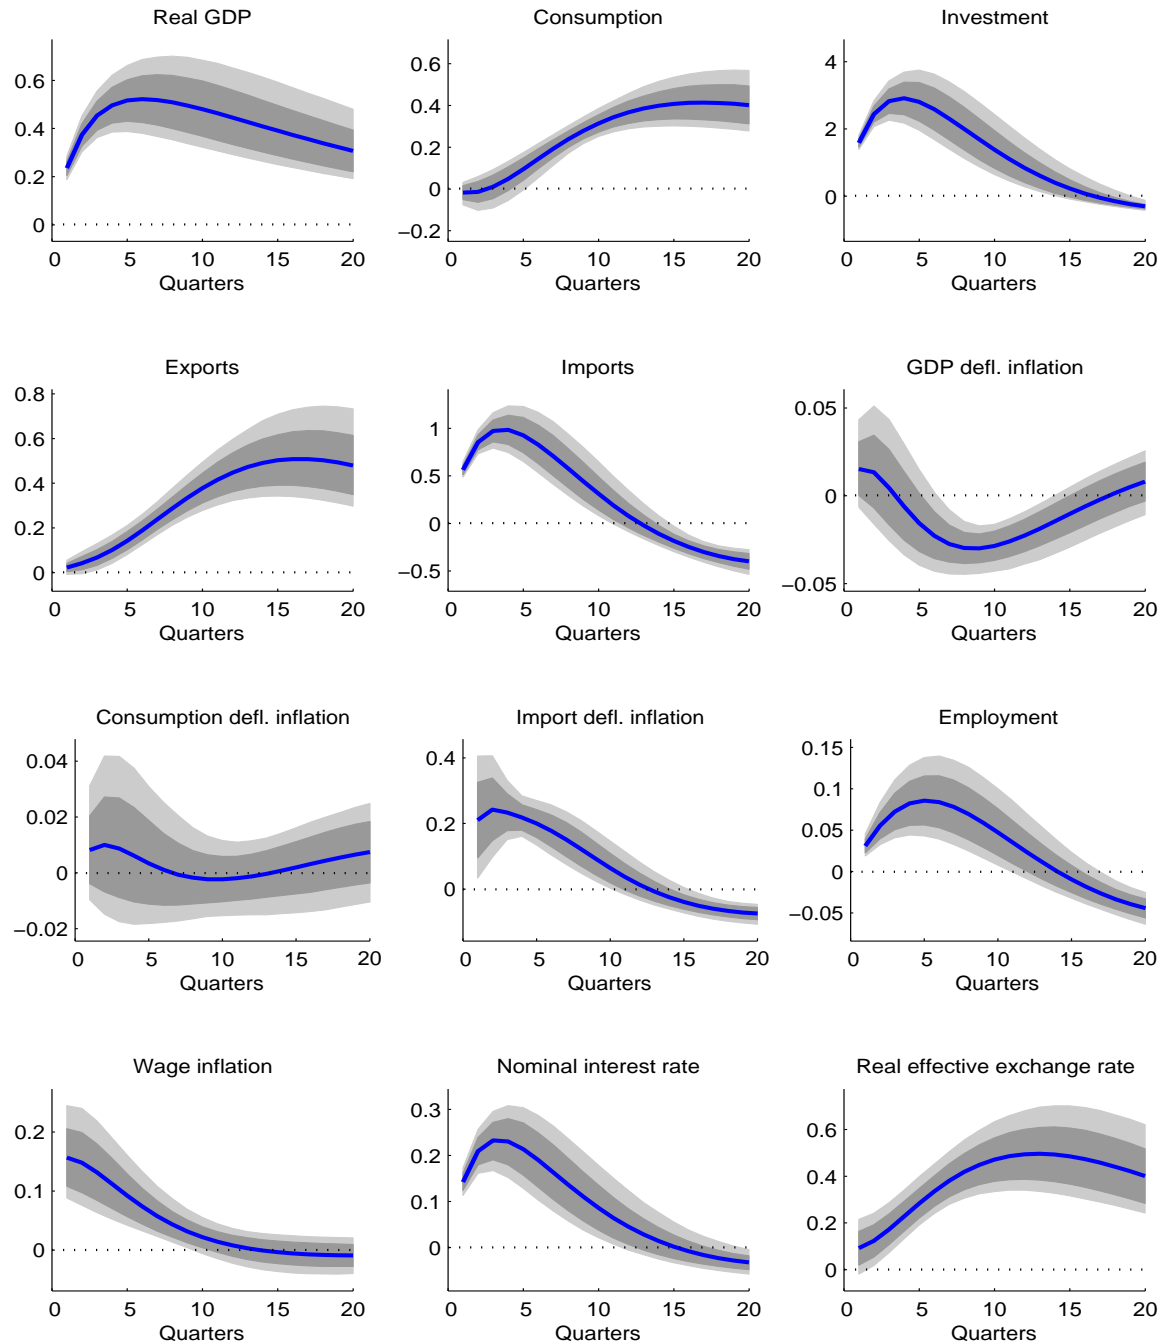 Real GDP
0.6
0.4
0.2
0
0 5 10 15 20
Quarters
Consumption
0.6
0.4
0.2
0
−0.2
0 5 10 15 20
Quarters
Investment
4
2
0
0 5 10 15 20
Quarters
Exports
0.8
0.6
0.4
0.2
0
0 5 10 15 20
Quarters
Imports
1
0.5
0
−0.5
0 5 10 15 20
Quarters
GDP defl. inflation
0.05
0
−0.05
0 5 10 15 20
Quarters
Consumption defl. inflation
0.04
0.02
0
−0.02
0 5 10 15 20
Quarters
Import defl. inflation
0.4
0.2
0
0 5 10 15 20
Quarters
Employment
0.15
0.1
0.05
0
−0.05
0 5 10 15 20
Quarters
Wage inflation
0.2
0.1
0
0 5 10 15 20
Quarters
Nominal interest rate
0.3
0.2
0.1
0
0 5 10 15 20
Quarters
Real effective exchange rate
0.6
0.4
0.2
0
0 5 10 15 20
Quarters